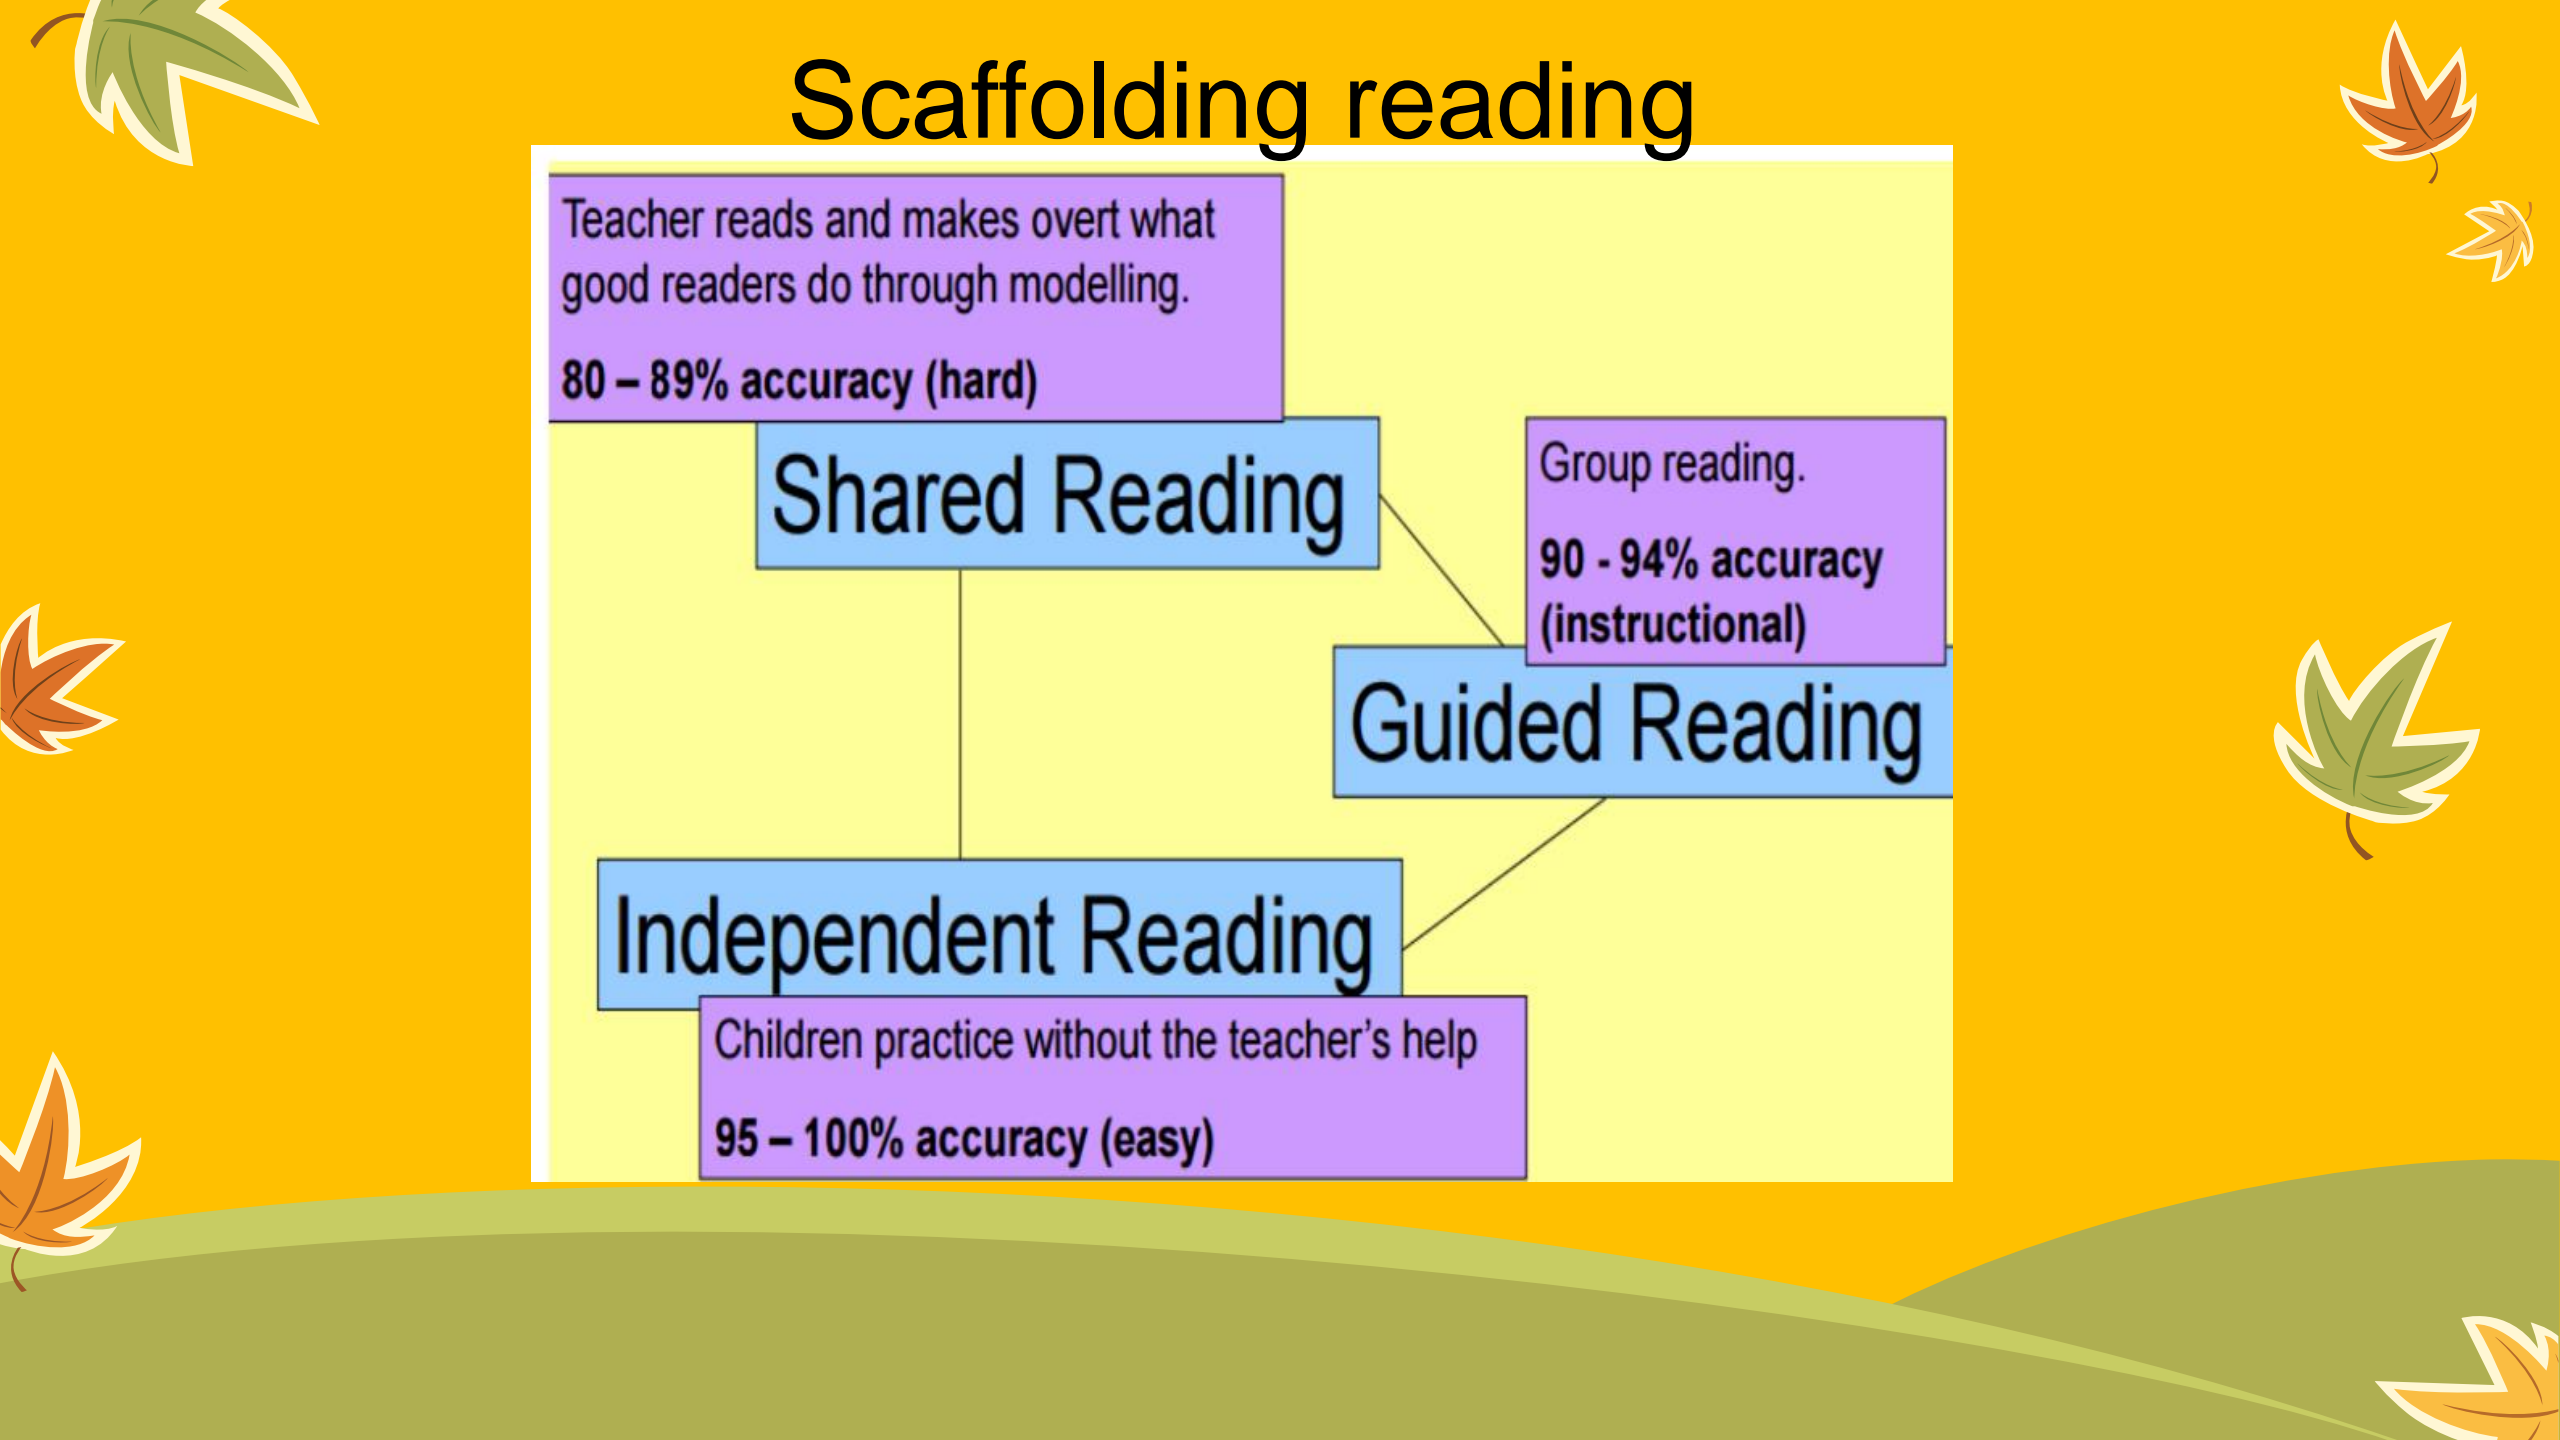 Scaffolding reading
Teacher reads and makes overt what
good readers do through modelling.
80 – 89% accuracy (hard)
Shared Reading
Group reading.
90 - 94% accuracy
(instructional)
Guided Reading
Independent Reading
Children practice without the teacher’s help
95 – 100% accuracy (easy)